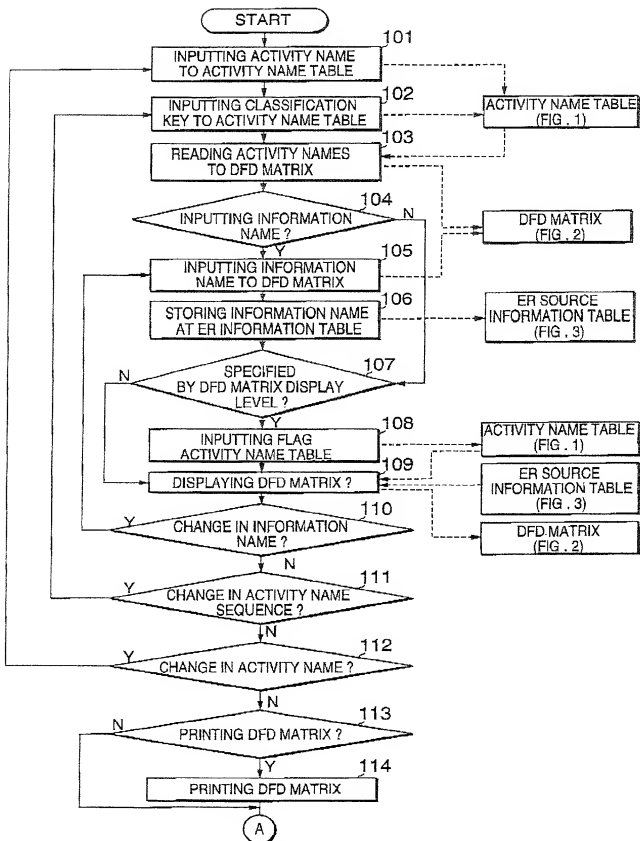 START
101
INPUTTING ACTIVITY NAME
TO ACTIVITY NAME TABLE
102
INPUTTING CLASSIFICATION
KEY TO ACTIVITY NAME TABLE
ACTIVITY NAME TABLE
(FIG. 1)
103
READING ACTIVITY NAMES
TO DFD MATRIX
104
INPUTTING INFORMATION
NAME ?
N
Y
DFD MATRIX
(FIG. 2)
105
INPUTTING INFORMATION
NAME TO DFD MATRIX
106
STORING INFORMATION NAME
AT ER INFORMATION TABLE
ER SOURCE
INFORMATION TABLE
(FIG. 3)
107
N
SPECIFIED
BY DFD MATRIX DISPLAY
LEVEL ?
Y
108
INPUTTING FLAG
ACTIVITY NAME TABLE
ACTIVITY NAME TABLE
(FIG. 1)
109
DISPLAYING DFD MATRIX ?
ER SOURCE
INFORMATION TABLE
(FIG. 3)
110
Y
CHANGE IN INFORMATION
NAME ?
N
DFD MATRIX
(FIG. 2)
111
Y
CHANGE IN ACTIVITY NAME
SEQUENCE ?
N
112
Y
CHANGE IN ACTIVITY NAME ?
N
113
N
PRINTING DFD MATRIX ?
Y
114
PRINTING DFD MATRIX
A